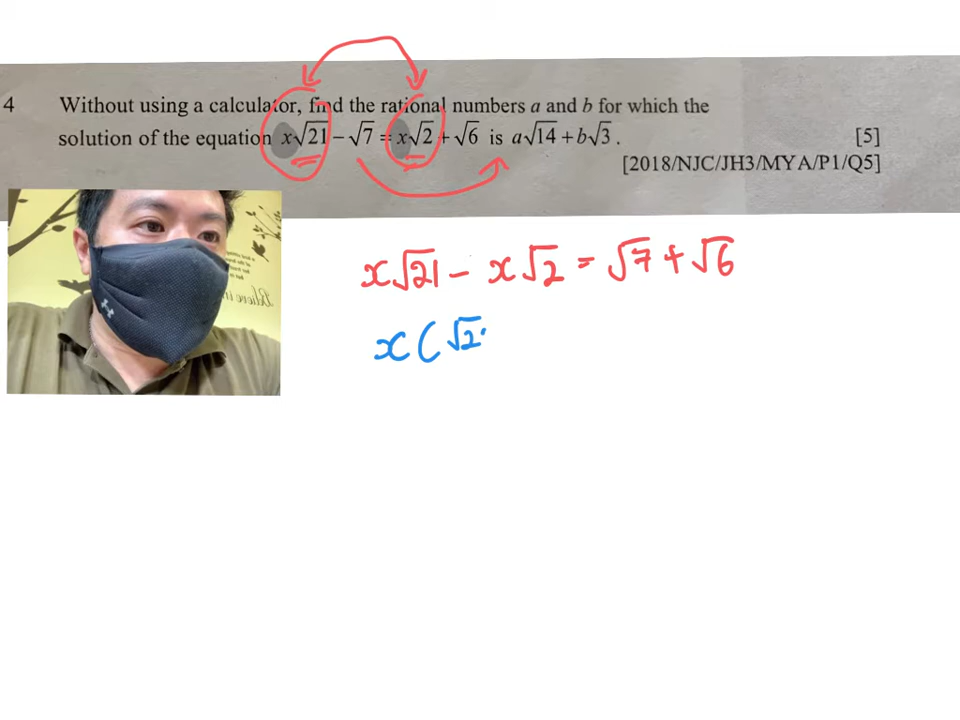 4 Without using a calculator, find the rational numbers a and b for which the
solution of the equation x√21 − √7 = x√2 + √6 is a√14 + b√3. [5]
[2018/NJC/JH3/MYA/P1/Q5]
x√21 − x√2 = √7 + √6
x(√2